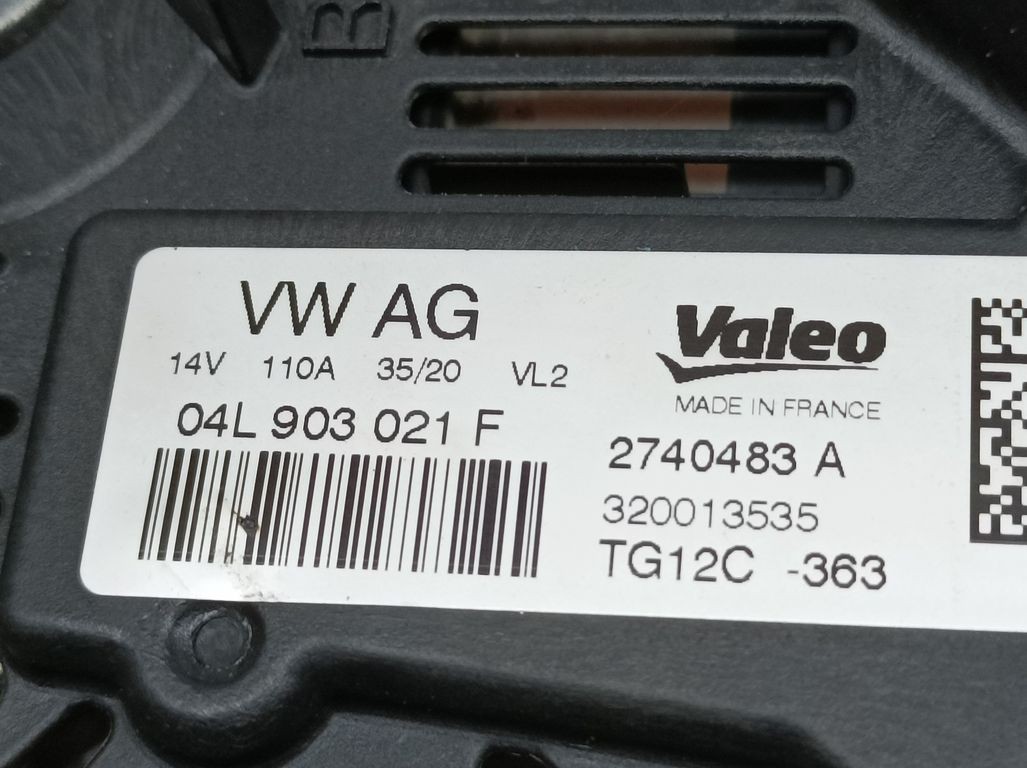 B
VW AG
14V 110A 35/20 VL2
04L 903 021 F
Valeo
MADE IN FRANCE
2740483 A
320013535
TG12C -363